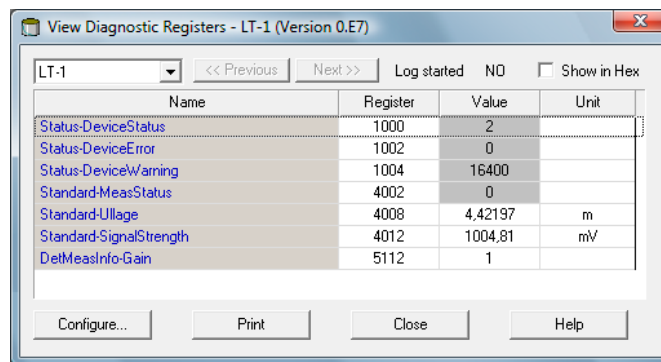 View Diagnostic Registers - LT-1 (Version 0.E7)
LT-1 << Previous Next >> Log started NO Show in Hex
Name Register Value Unit
Status-DeviceStatus 1000 2
Status-DeviceError 1002 0
Status-DeviceWarning 1004 16400
Standard-MeasStatus 4002 0
Standard-Ullage 4008 4,42197 m
Standard-SignalStrength 4012 1004,81 mV
DetMeasInfo-Gain 5112 1
Configure... Print Close Help